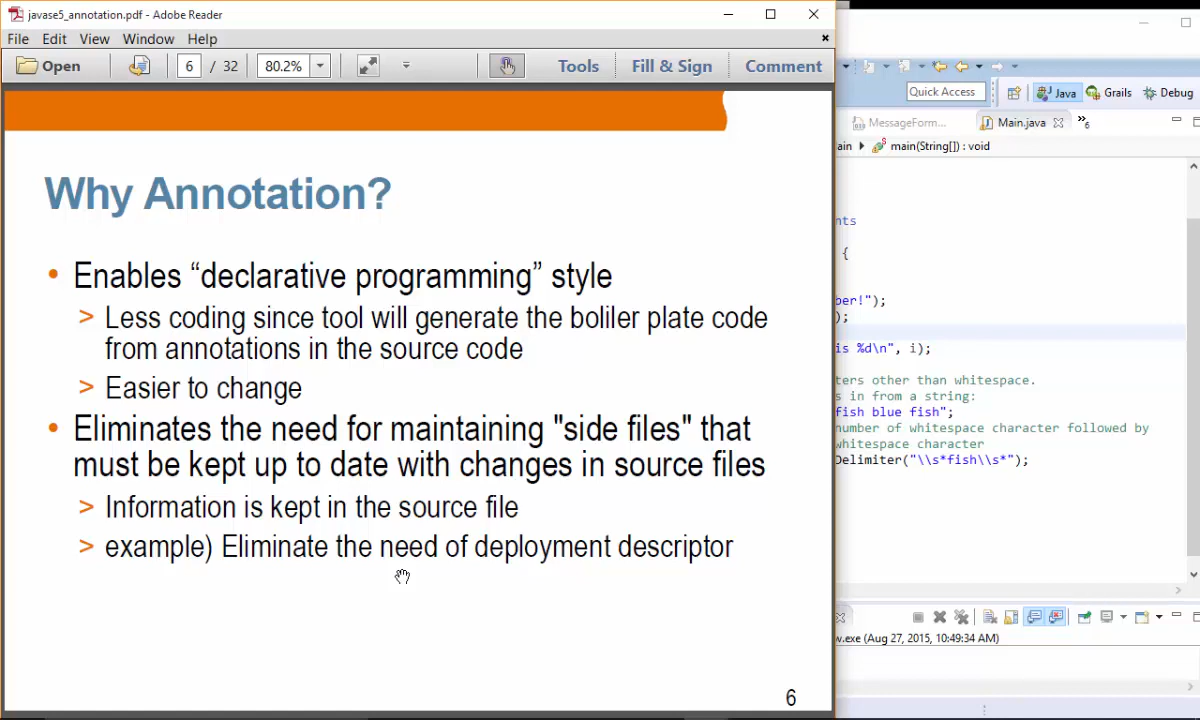 javase5_annotation.pdf - Adobe Reader
File Edit View Window Help
Open 6 / 32 80.2% Tools Fill & Sign Comment
Why Annotation?
• Enables “declarative programming” style
> Less coding since tool will generate the boliler plate code
from annotations in the source code
> Easier to change
• Eliminates the need for maintaining "side files" that
must be kept up to date with changes in source files
> Information is kept in the source file
> example) Eliminate the need of deployment descriptor
6
Quick Access Java Grails Debug
MessageForm... Main.java 6
ain main(String[]) : void
nts
{
ber!");
);
is %d\n", i);
ters other than whitespace.
s in from a string:
fish blue fish";
number of whitespace character followed by
whitespace character
Delimiter("\\s*fish\\s*");
w.exe (Aug 27, 2015, 10:49:34 AM)